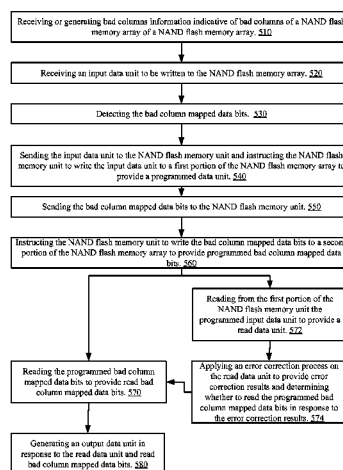 Receiving or generating bad columns information indicative of bad columns of a NAND flash
memory array of a NAND flash memory array. 510
Receiving an input data unit to be written to the NAND flash memory array. 520
Detecting the bad column mapped data bits. 530
Sending the input data unit to the NAND flash memory unit and instructing the NAND flash
memory unit to write the input data unit to a first portion of the NAND flash memory array to
provide a programmed data unit. 540
Sending the bad column mapped data bits to the NAND flash memory unit. 550
Instructing the NAND flash memory unit to write the bad column mapped data bits to a second
portion of the NAND flash memory array to provide programmed bad column mapped data
bits. 560
Reading from the first portion of the
NAND flash memory unit the
programmed input data unit to provide a
read data unit. 572
Reading the programmed bad column
mapped data bits to provide read bad
column mapped data bits. 570
Applying an error correction process on
the read data unit to provide error
correction results and determining
whether to read the programmed bad
column mapped data bits in response to
the error correction results. 574
Generating an output data unit in
response to the read data unit and read
bad column mapped data bits. 580